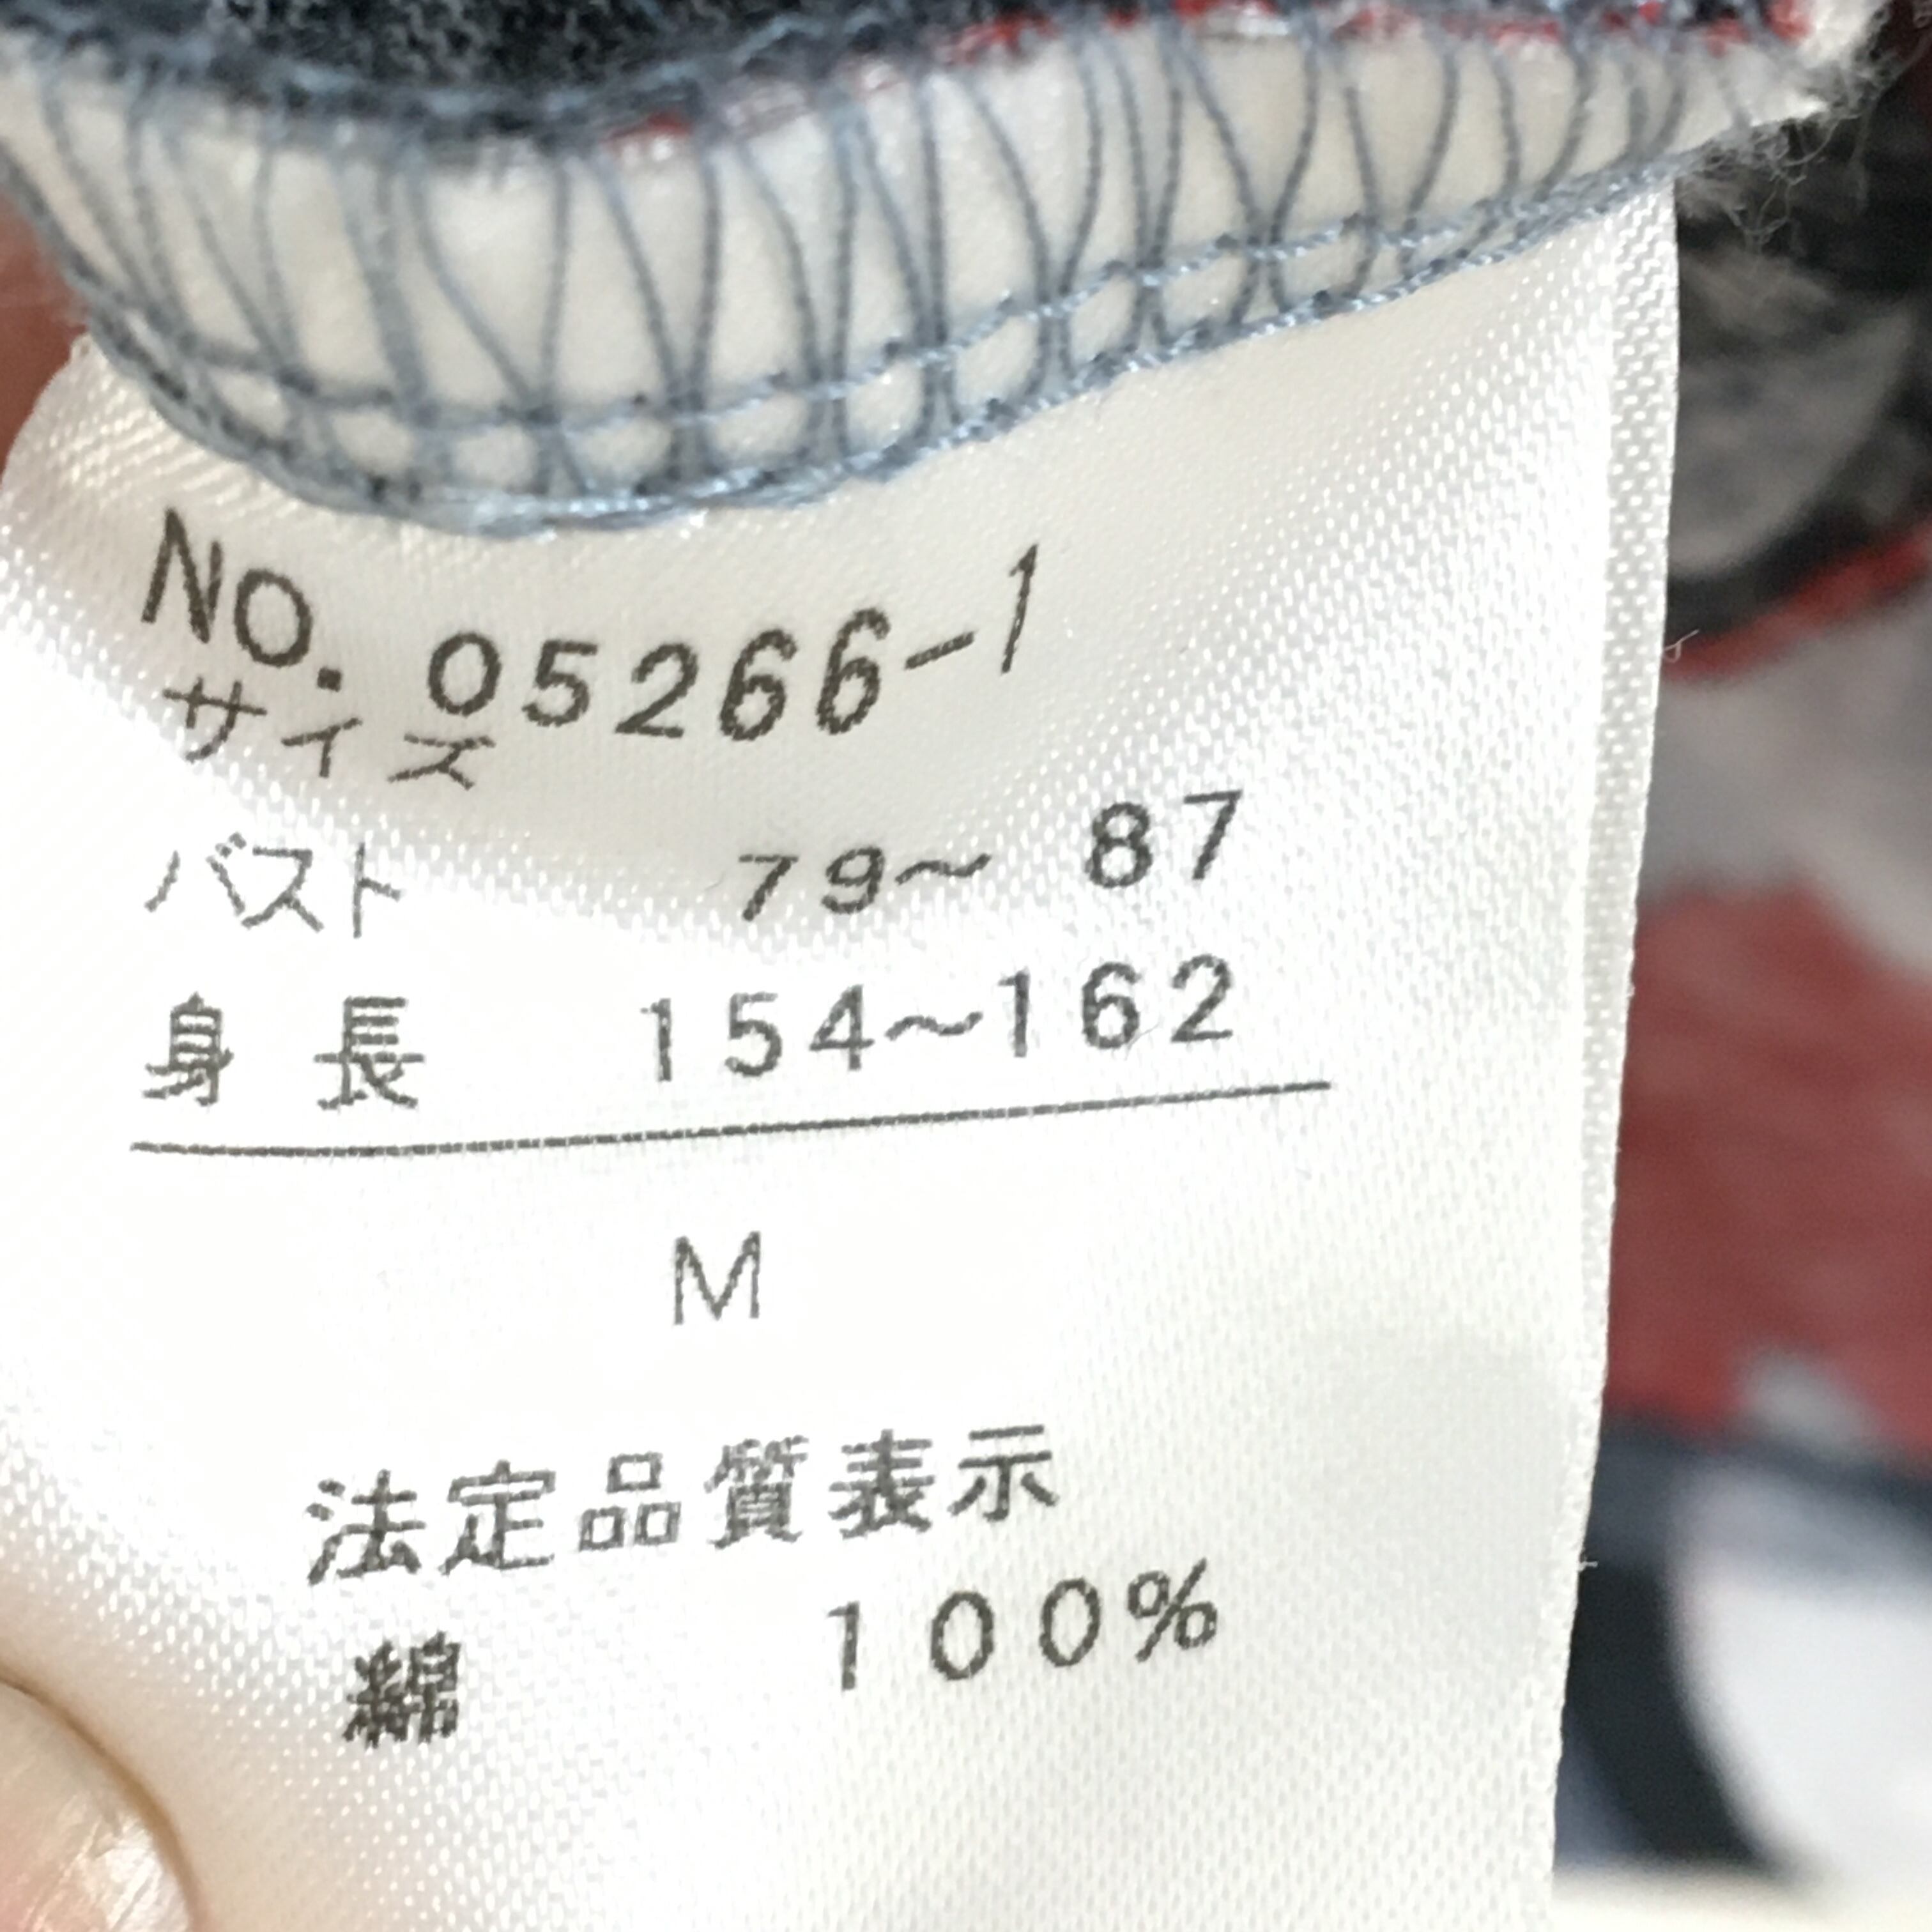 NO. 05266-1
サイズ
バスト 79～ 87
身長 154～162
M
法定品質表示
綿 100%